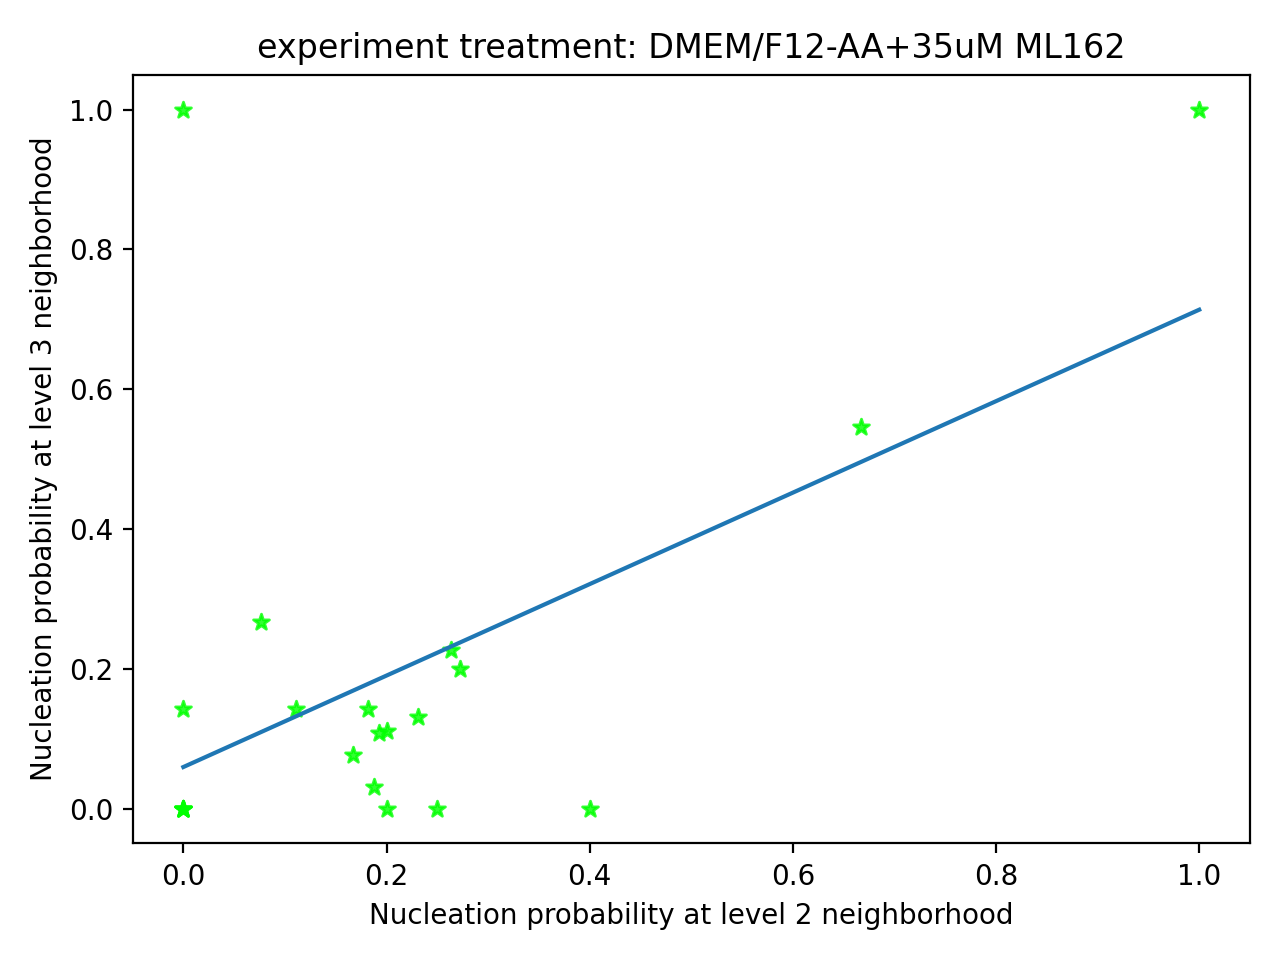 experiment treatment: DMEM/F12-AA+35uM ML162
1.0
0.8
0.6
0.4
0.2
0.0
Nucleation probability at level 3 neighborhood
0.0 0.2 0.4 0.6 0.8 1.0
Nucleation probability at level 2 neighborhood